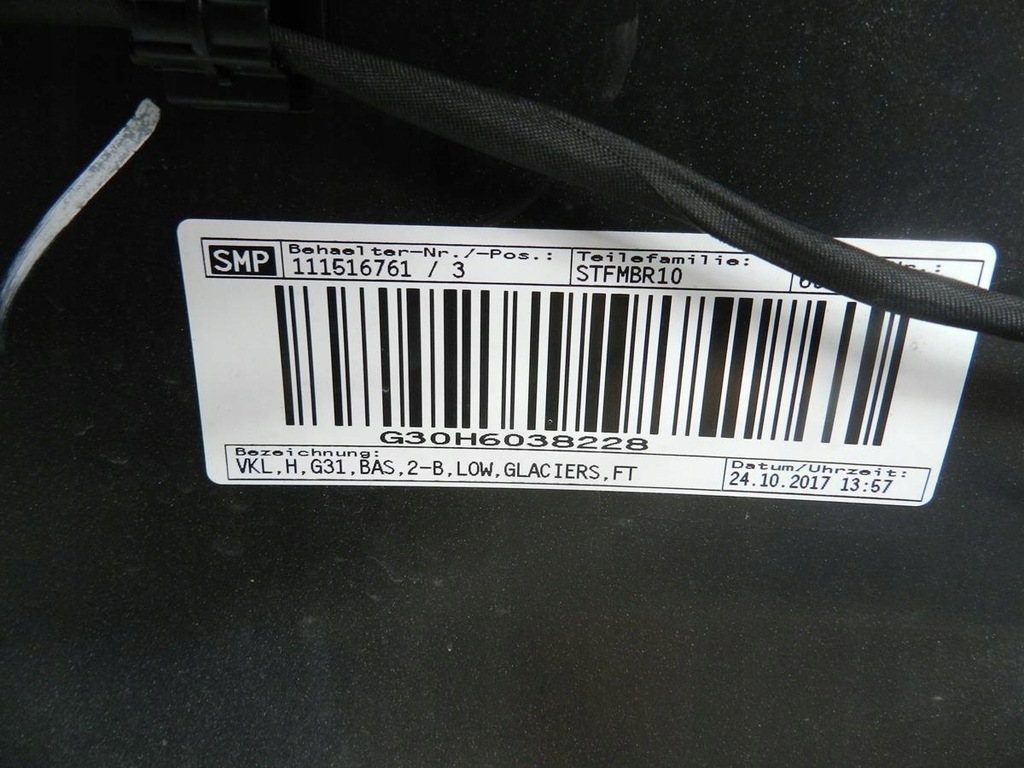 SMP
Behaelter-Nr./-Pos.: Teilefamilie:
111516761 / 3 STFMBR10
G30H6038228
Bezeichnung: Datum/Uhrzeit:
VKL,H,G31,BAS,2-B,LOW,GLACIERS,FT 24.10.2017 13:57